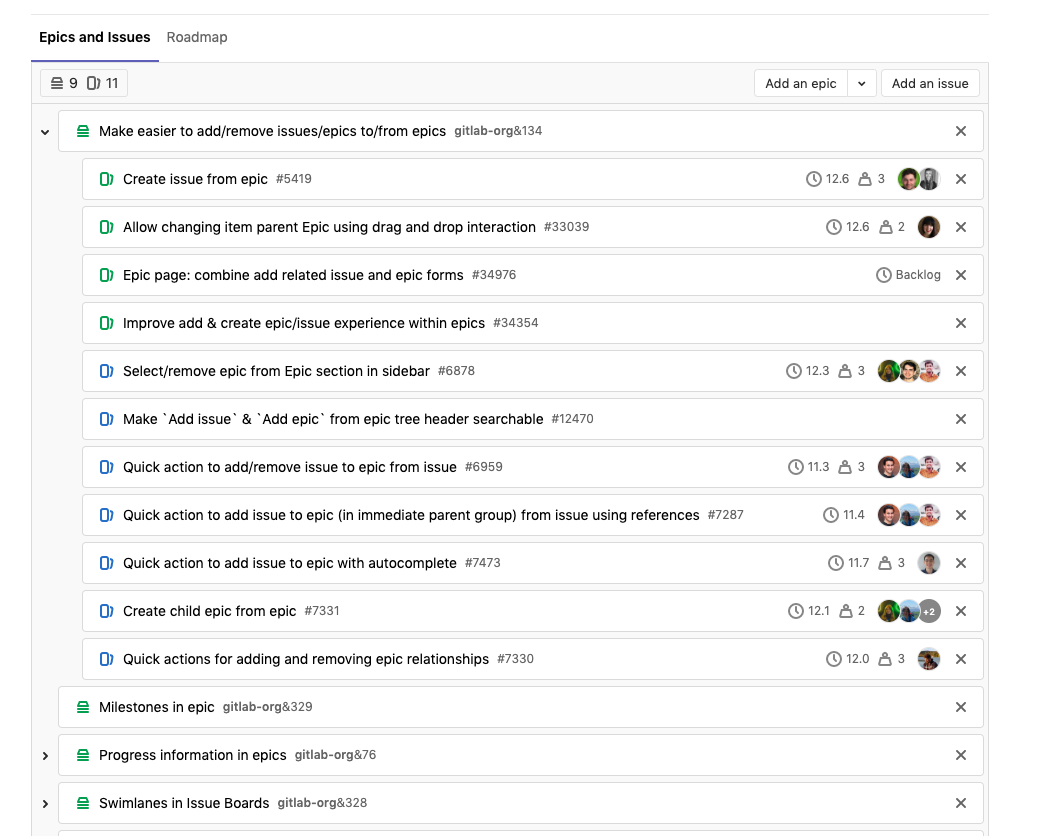 Epics and Issues Roadmap
9 11 Add an epic Add an issue
Make easier to add/remove issues/epics to/from epics gitlab-org&134
Create issue from epic #5419 12.6 3
Allow changing item parent Epic using drag and drop interaction #33039 12.6 2
Epic page: combine add related issue and epic forms #34976 Backlog
Improve add & create epic/issue experience within epics #34354
Select/remove epic from Epic section in sidebar #6878 12.3 3
Make `Add issue` & `Add epic` from epic tree header searchable #12470
Quick action to add/remove issue to epic from issue #6959 11.3 3
Quick action to add issue to epic (in immediate parent group) from issue using references #7287 11.4
Quick action to add issue to epic with autocomplete #7473 11.7 3
Create child epic from epic #7331 12.1 2 +2
Quick actions for adding and removing epic relationships #7330 12.0 3
Milestones in epic gitlab-org&329
Progress information in epics gitlab-org&76
Swimlanes in Issue Boards gitlab-org&328